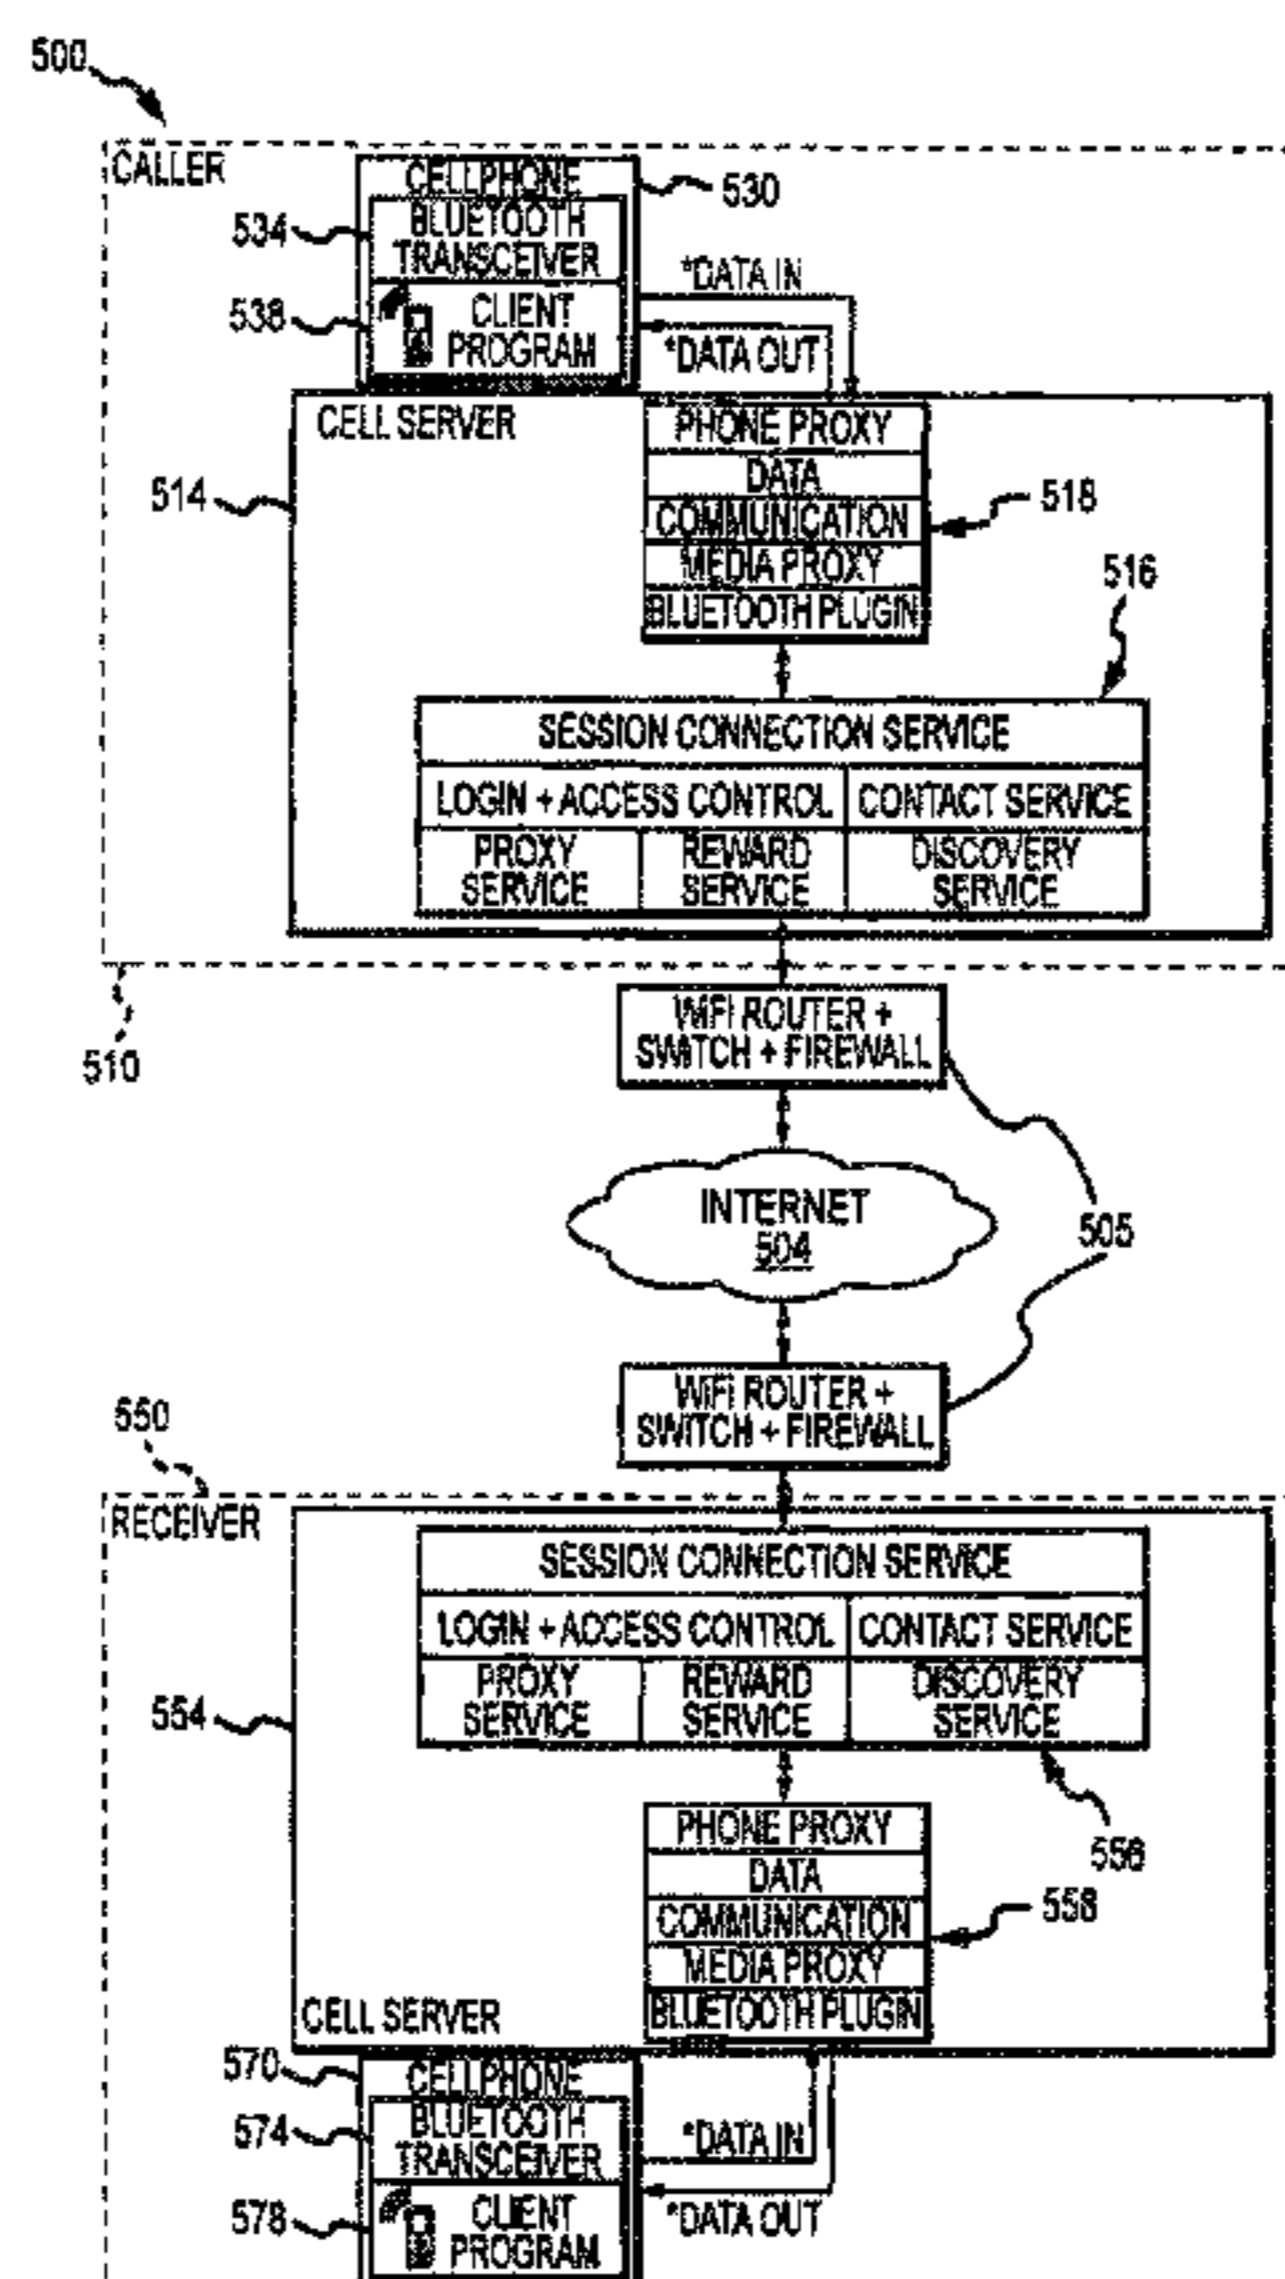 500
CALLER
CELLPHONE
530
534
BLUETOOTH
TRANSCEIVER
*DATA IN
538
CLIENT
PROGRAM
*DATA OUT
CELL SERVER
PHONE PROXY
514
DATA
518
COMMUNICATION
MEDIA PROXY
516
BLUETOOTH PLUGIN
SESSION CONNECTION SERVICE
LOGIN + ACCESS CONTROL
CONTACT SERVICE
PROXY
SERVICE
REWARD
SERVICE
DISCOVERY
SERVICE
510
WIFI ROUTER +
SWITCH + FIREWALL
INTERNET
504
505
WIFI ROUTER +
SWITCH + FIREWALL
550
RECEIVER
SESSION CONNECTION SERVICE
LOGIN + ACCESS CONTROL
CONTACT SERVICE
554
PROXY
SERVICE
REWARD
SERVICE
DISCOVERY
SERVICE
PHONE PROXY
556
DATA
558
COMMUNICATION
MEDIA PROXY
BLUETOOTH PLUGIN
CELL SERVER
570
CELLPHONE
574
BLUETOOTH
TRANSCEIVER
*DATA IN
578
CLIENT
PROGRAM
*DATA OUT